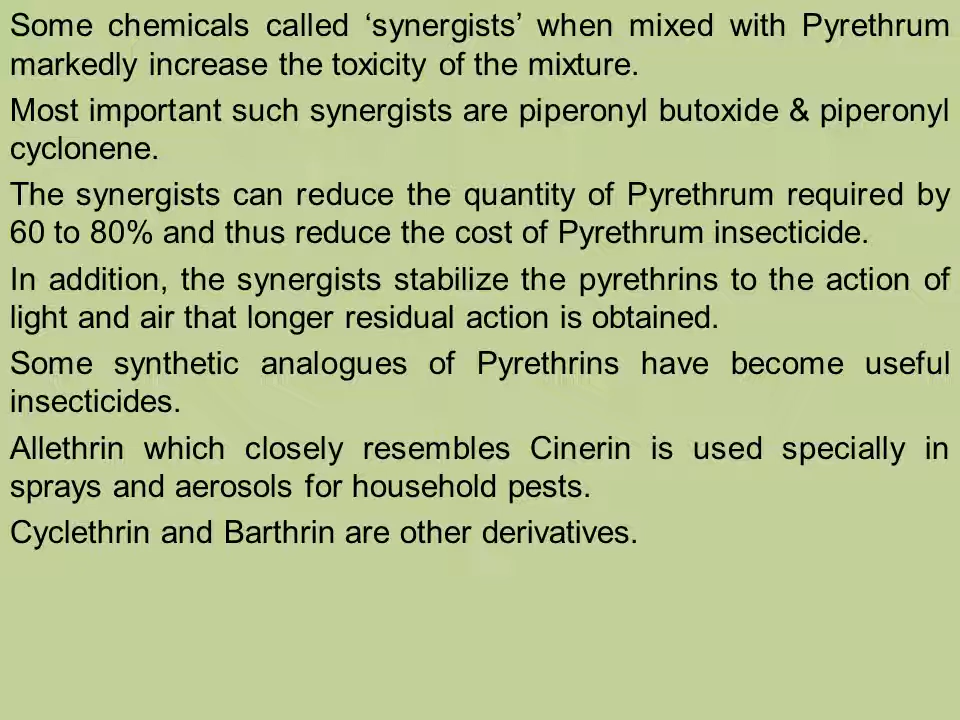 Some chemicals called ‘synergists’ when mixed with Pyrethrum
markedly increase the toxicity of the mixture.
Most important such synergists are piperonyl butoxide & piperonyl
cyclonene.
The synergists can reduce the quantity of Pyrethrum required by
60 to 80% and thus reduce the cost of Pyrethrum insecticide.
In addition, the synergists stabilize the pyrethrins to the action of
light and air that longer residual action is obtained.
Some synthetic analogues of Pyrethrins have become useful
insecticides.
Allethrin which closely resembles Cinerin is used specially in
sprays and aerosols for household pests.
Cyclethrin and Barthrin are other derivatives.